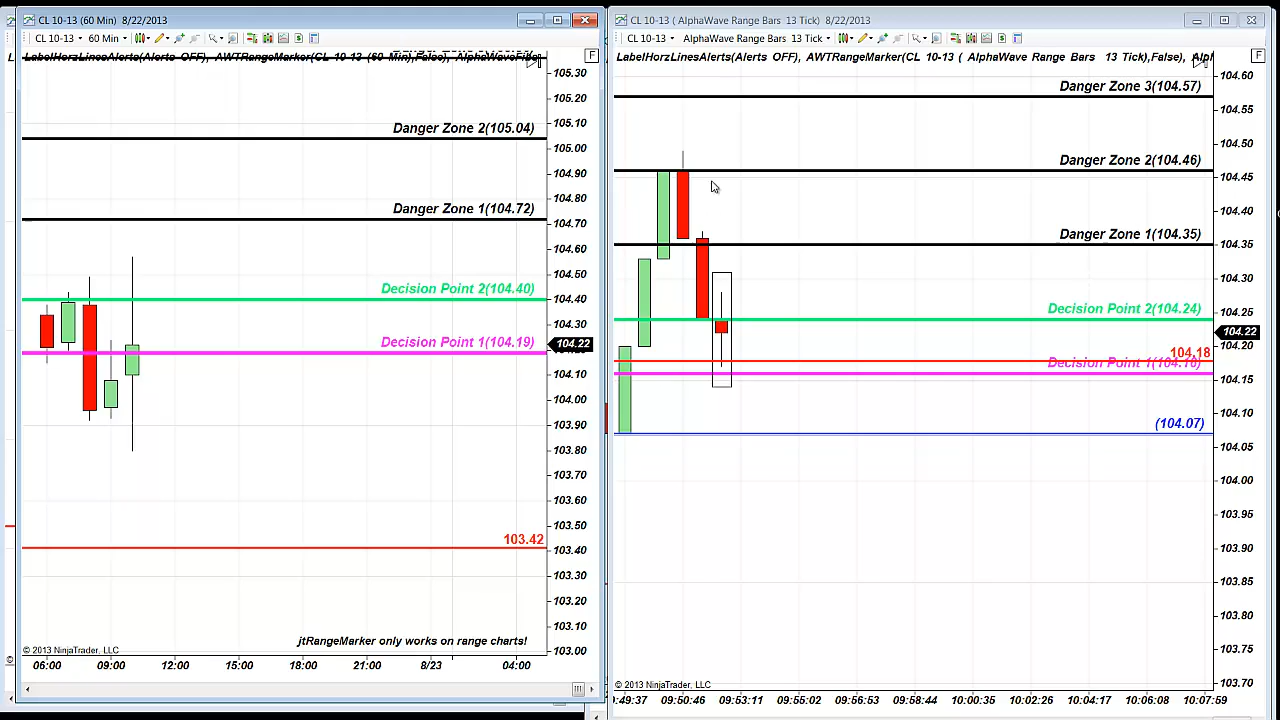 CL 10-13 (60 Min)  8/22/2013
CL 10-13 60 Min
F
Danger Zone 2(105.04)
Danger Zone 1(104.72)
Decision Point 2(104.40)
Decision Point 1(104.19)
103.42
jtRangeMarker only works on range charts!
© 2013 NinjaTrader, LLC
105.30
105.20
105.10
105.00
104.90
104.80
104.70
104.60
104.50
104.40
104.30
104.22
104.10
104.00
103.90
103.80
103.70
103.60
103.50
103.40
103.30
103.20
103.10
103.00
06:00 09:00 12:00 15:00 18:00 21:00 8/23 04:00
CL 10-13 ( AlphaWave Range Bars  13 Tick)  8/22/2013
CL 10-13 AlphaWave Range Bars  13 Tick
LabelHorzLinesAlerts(Alerts OFF), AWTRangeMarker(CL 10-13 ( AlphaWave Range Bars  13 Tick),False),
F
Danger Zone 3(104.57)
Danger Zone 2(104.46)
Danger Zone 1(104.35)
Decision Point 2(104.24)
104.18
Decision Point 1(104.16)
(104.07)
© 2013 NinjaTrader, LLC
104.60
104.55
104.50
104.45
104.40
104.35
104.30
104.25
104.22
104.20
104.15
104.10
104.05
104.00
103.95
103.90
103.85
103.80
103.75
103.70
09:50:46 09:53:11 09:55:02 09:56:53 09:58:44 10:00:35 10:02:26 10:04:17 10:06:08 10:07:59